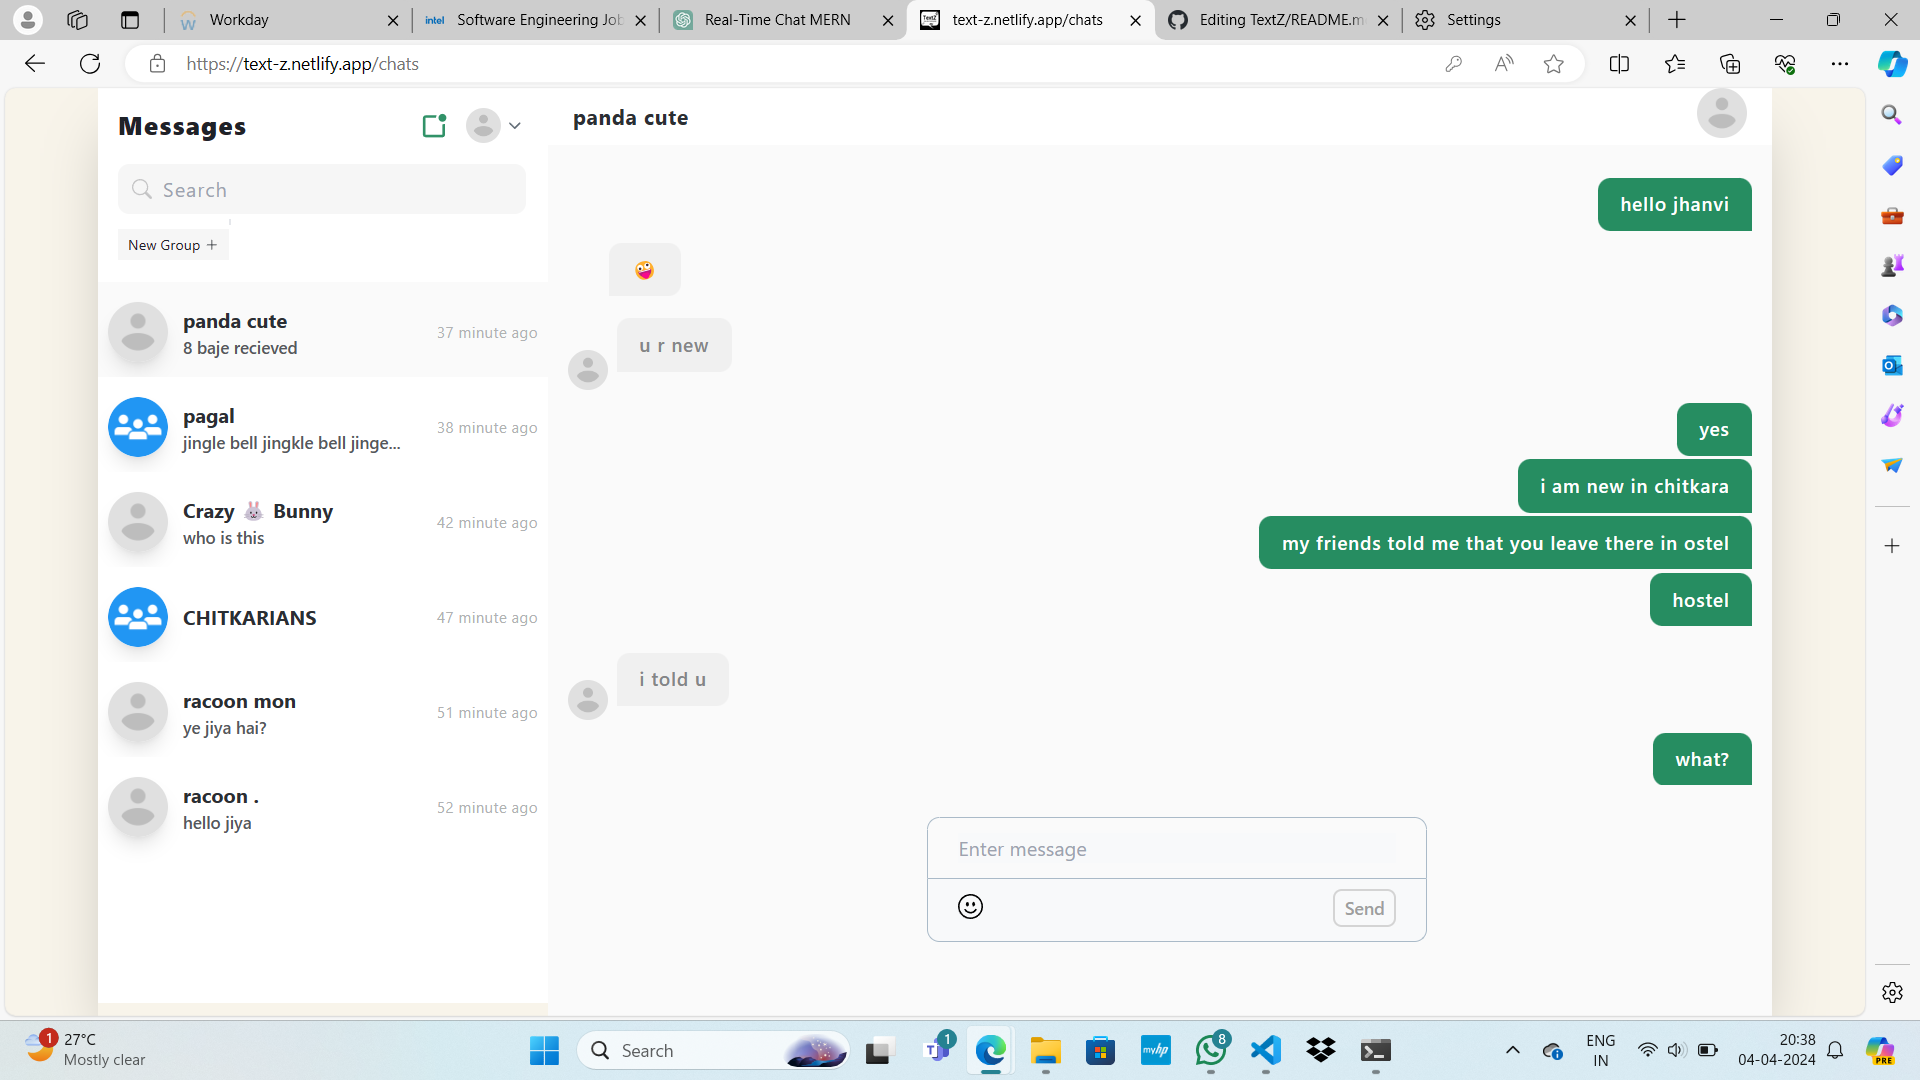 Workday
intel Software Engineering Job
Real-Time Chat MERN
text-z.netlify.app/chats
Editing TextZ/README.m
Settings
https://text-z.netlify.app/chats
Messages
Search
New Group +
panda cute
37 minute ago
8 baje recieved
pagal
38 minute ago
jingle bell jingkle bell jinge...
Crazy 🐰 Bunny
42 minute ago
who is this
CHITKARIANS
47 minute ago
racoon mon
51 minute ago
ye jiya hai?
racoon .
52 minute ago
hello jiya
panda cute
hello jhanvi
🤪
u r new
yes
i am new in chitkara
my friends told me that you leave there in ostel
hostel
i told u
what?
Enter message
Send
1
27°C
Mostly clear
Search
1
myhp
8
ENG
IN
20:38
04-04-2024
PRE